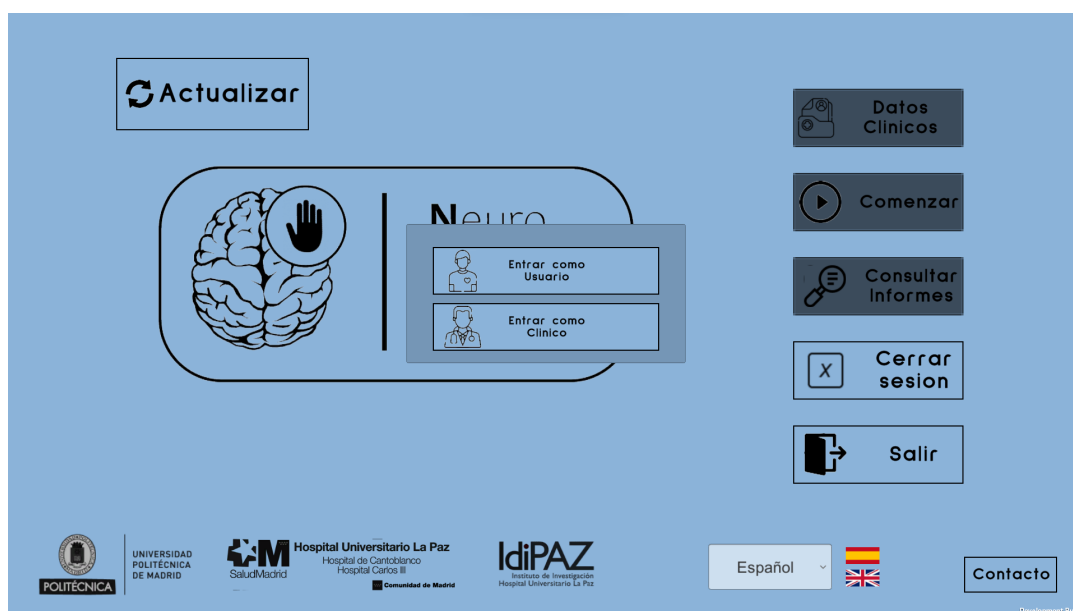 Actualizar
Datos
Clinicos
Comenzar
Neuro
Entrar como
Usuario
Entrar como
Clinico
Consultar
Informes
X
Cerrar
sesion
Salir
POLITÉCNICA
UNIVERSIDAD
POLITÉCNICA
DE MADRID
SaludMadrid
Hospital Universitario La Paz
Hospital de Cantoblanco
Hospital Carlos III
Comunidad de Madrid
IdiPAZ
Instituto de Investigación
Hospital Universitario La Paz
Español
Contacto
Development